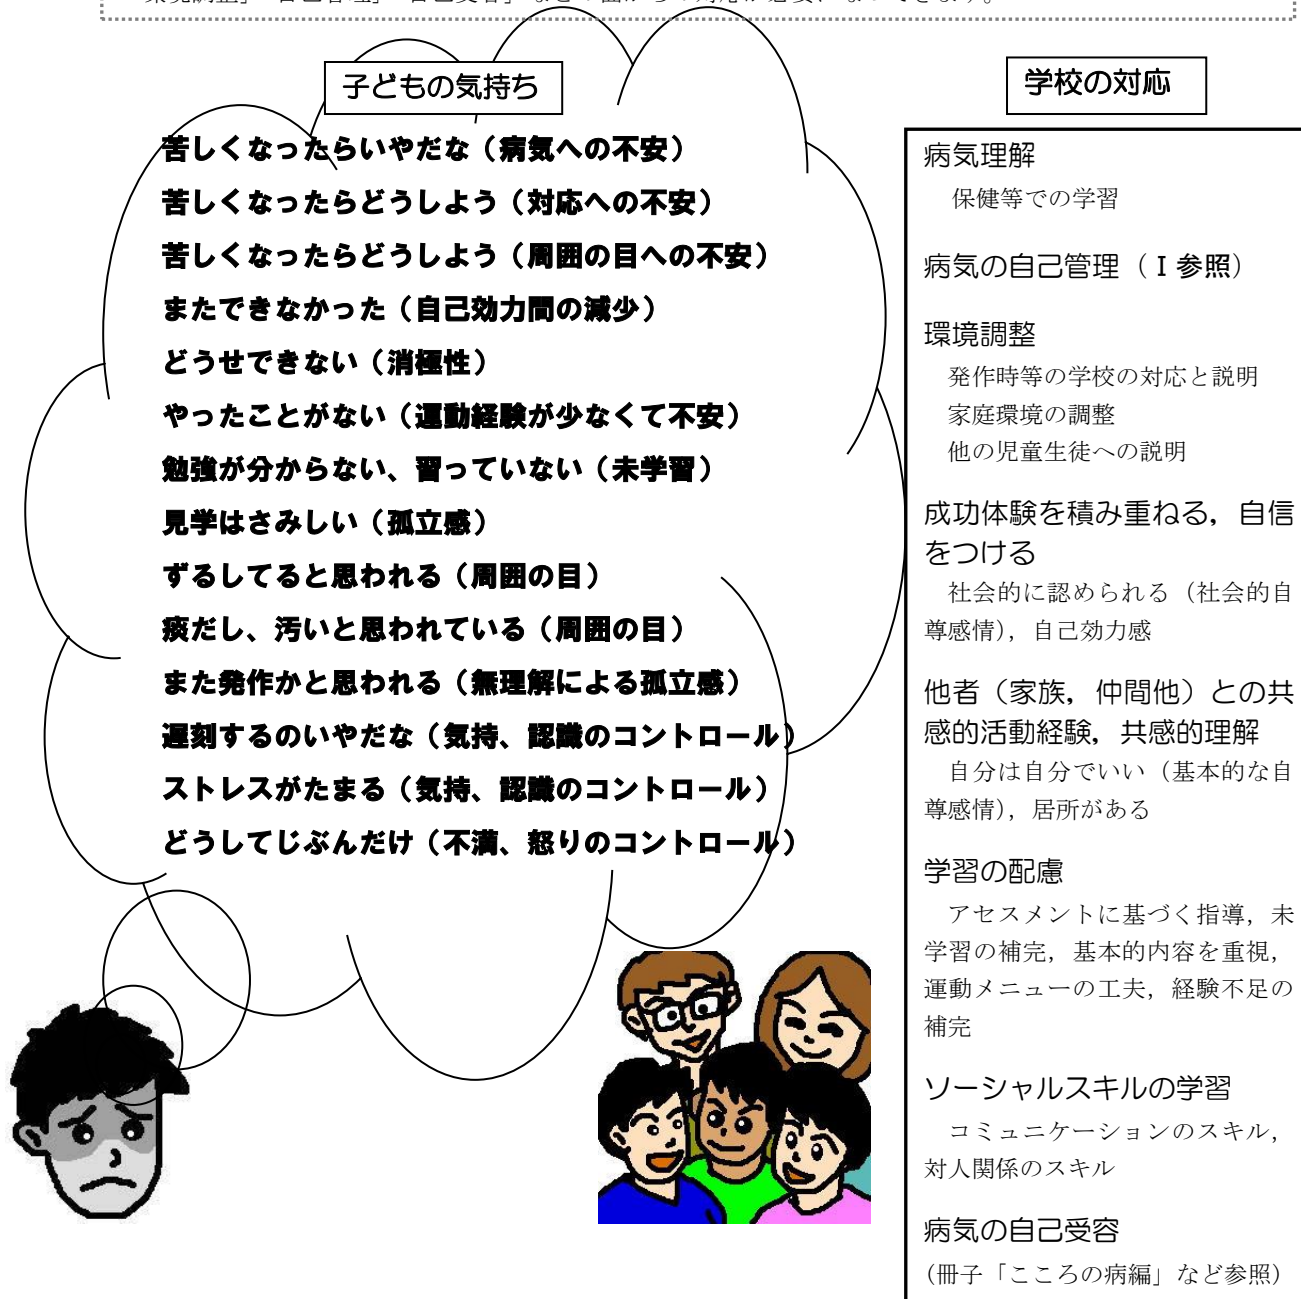 子どもの気持ち
苦しくなったらいやだな（病気への不安）
苦しくなったらどうしよう（対応への不安）
苦しくなったらどうしよう（周囲の目への不安）
またできなかった（自己効力間の減少）
どうせできない（消極性）
やったことがない（運動経験が少なくて不安）
勉強が分からない、習っていない（未学習）
見学はさみしい（孤立感）
ずるしてると思われる（周囲の目）
痰だし、汚いと思われている（周囲の目）
また発作かと思われる（無理解による孤立感）
遅刻するのいやだな（気持、認識のコントロール）
ストレスがたまる（気持、認識のコントロール）
どうしてじぶんだけ（不満、怒りのコントロール）
学校の対応
病気理解
保健等での学習
病気の自己管理（Ⅰ参照）
環境調整
発作時等の学校の対応と説明
家庭環境の調整
他の児童生徒への説明
成功体験を積み重ねる，自信
をつける
社会的に認められる（社会的自
尊感情），自己効力感
他者（家族，仲間他）との共
感的活動経験，共感的理解
自分は自分でいい（基本的な自
尊感情），居所がある
学習の配慮
アセスメントに基づく指導，未
学習の補完，基本的内容を重視，
運動メニューの工夫，経験不足の
補完
ソーシャルスキルの学習
コミュニケーションのスキル，
対人関係のスキル
病気の自己受容
（冊子「こころの病編」など参照）